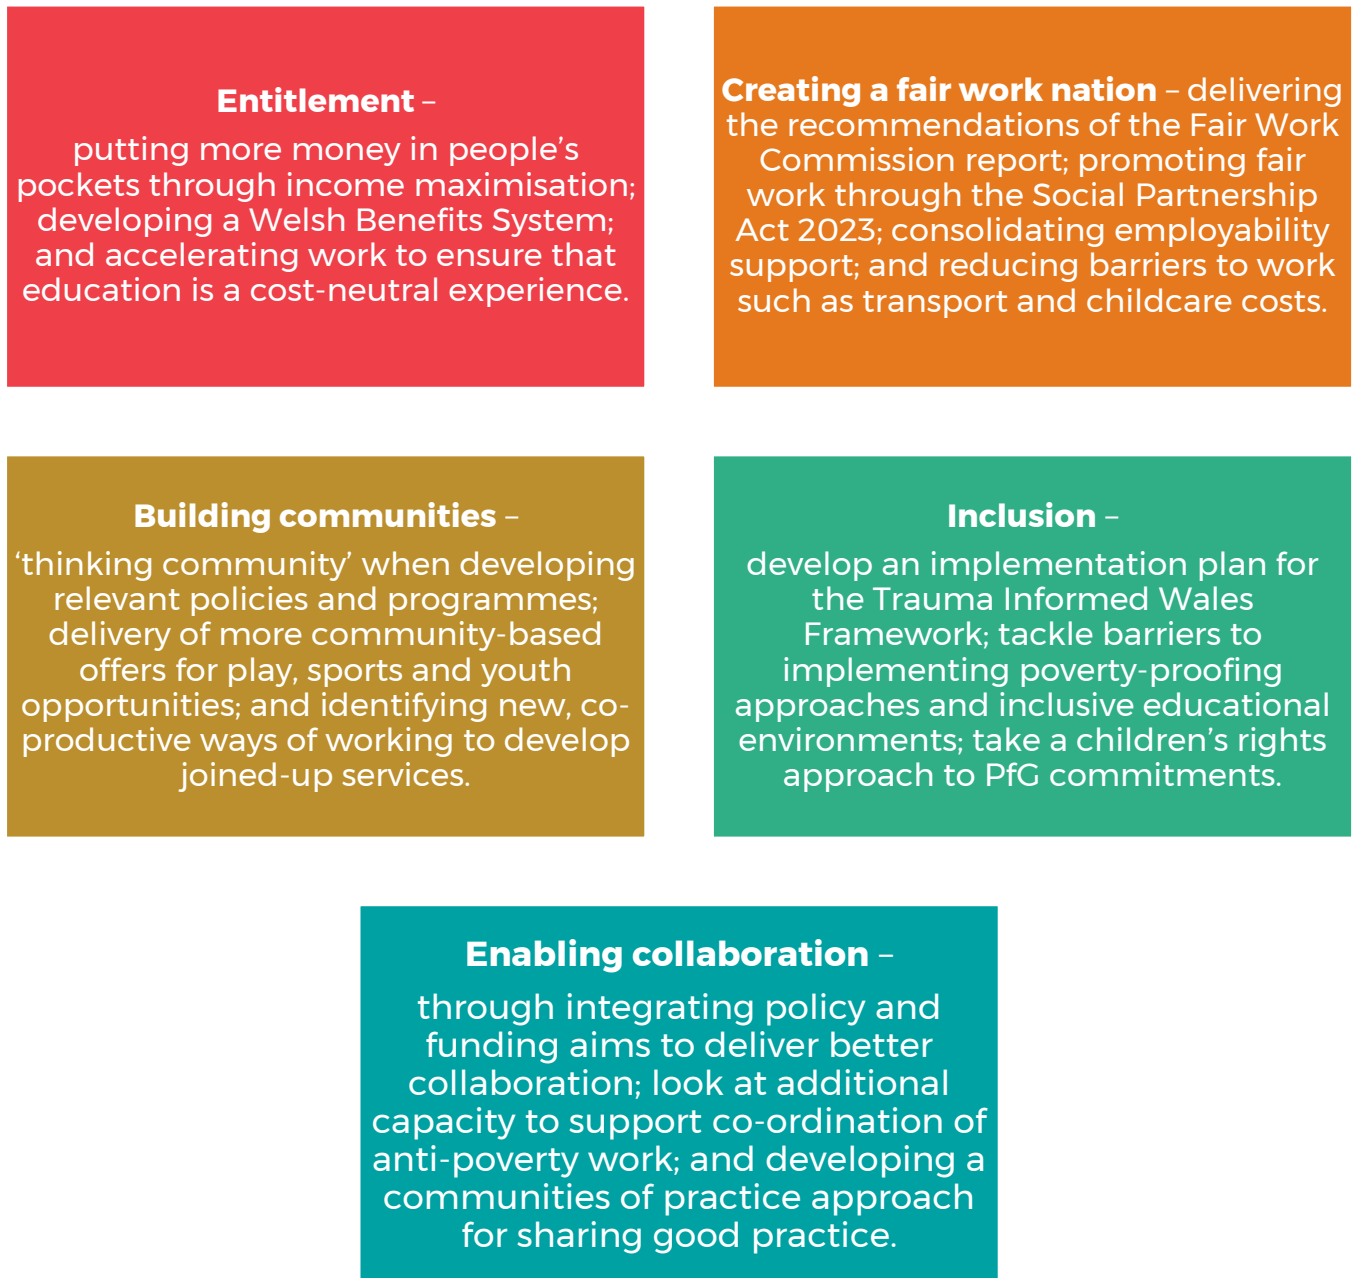 Entitlement –
putting more money in people’s
pockets through income maximisation;
developing a Welsh Benefits System;
and accelerating work to ensure that
education is a cost-neutral experience.
Creating a fair work nation – delivering
the recommendations of the Fair Work
Commission report; promoting fair
work through the Social Partnership
Act 2023; consolidating employability
support; and reducing barriers to work
such as transport and childcare costs.
Building communities –
‘thinking community’ when developing
relevant policies and programmes;
delivery of more community-based
offers for play, sports and youth
opportunities; and identifying new, co-
productive ways of working to develop
joined-up services.
Inclusion –
develop an implementation plan for
the Trauma Informed Wales
Framework; tackle barriers to
implementing poverty-proofing
approaches and inclusive educational
environments; take a children’s rights
approach to PfG commitments.
Enabling collaboration –
through integrating policy and
funding aims to deliver better
collaboration; look at additional
capacity to support co-ordination of
anti-poverty work; and developing a
communities of practice approach
for sharing good practice.